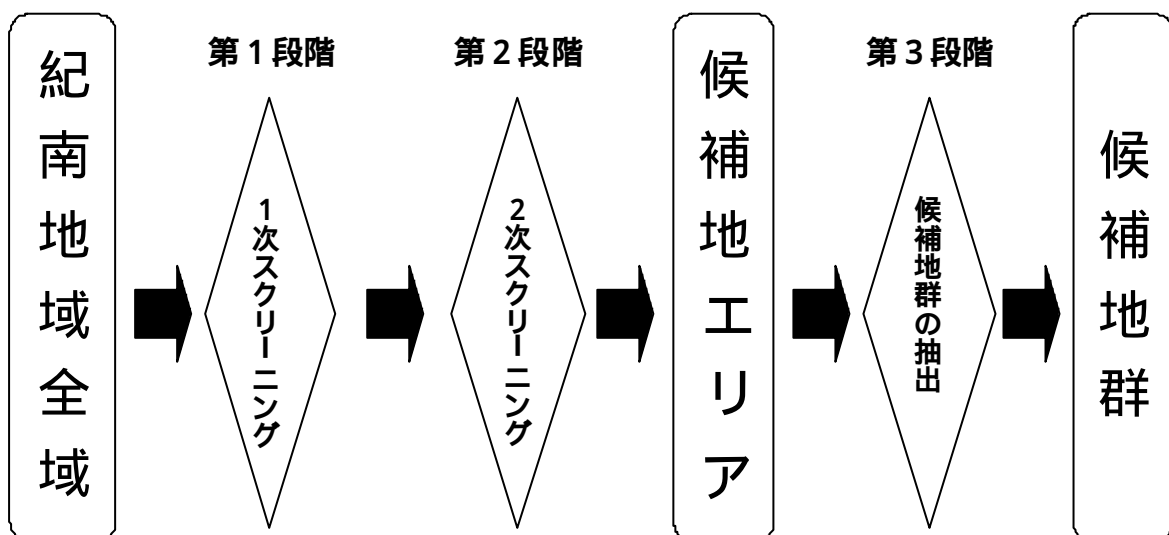 紀南地域全域
第1段階
1次スクリーニング
第2段階
2次スクリーニング
候補地エリア
第3段階
候補地群の抽出
候補地群